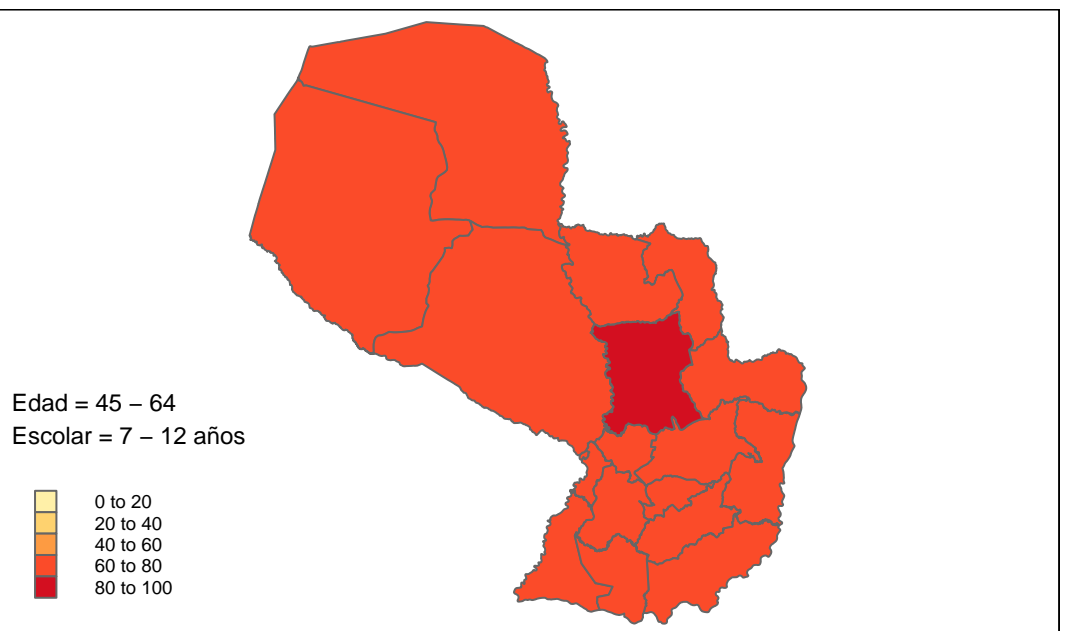 Edad = 45 − 64
Escolar = 7 − 12 años
0 to 20
20 to 40
40 to 60
60 to 80
80 to 100